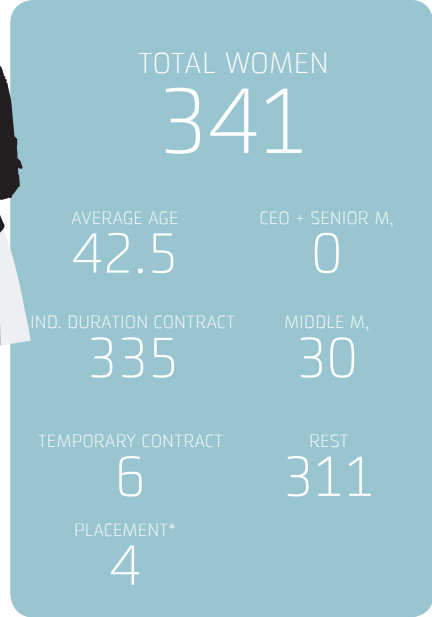 TOTAL WOMEN
341
AVERAGE AGE
42.5
CEO + SENIOR M,
0
IND. DURATION CONTRACT
335
MIDDLE M,
30
TEMPORARY CONTRACT
6
REST
311
PLACEMENT*
4